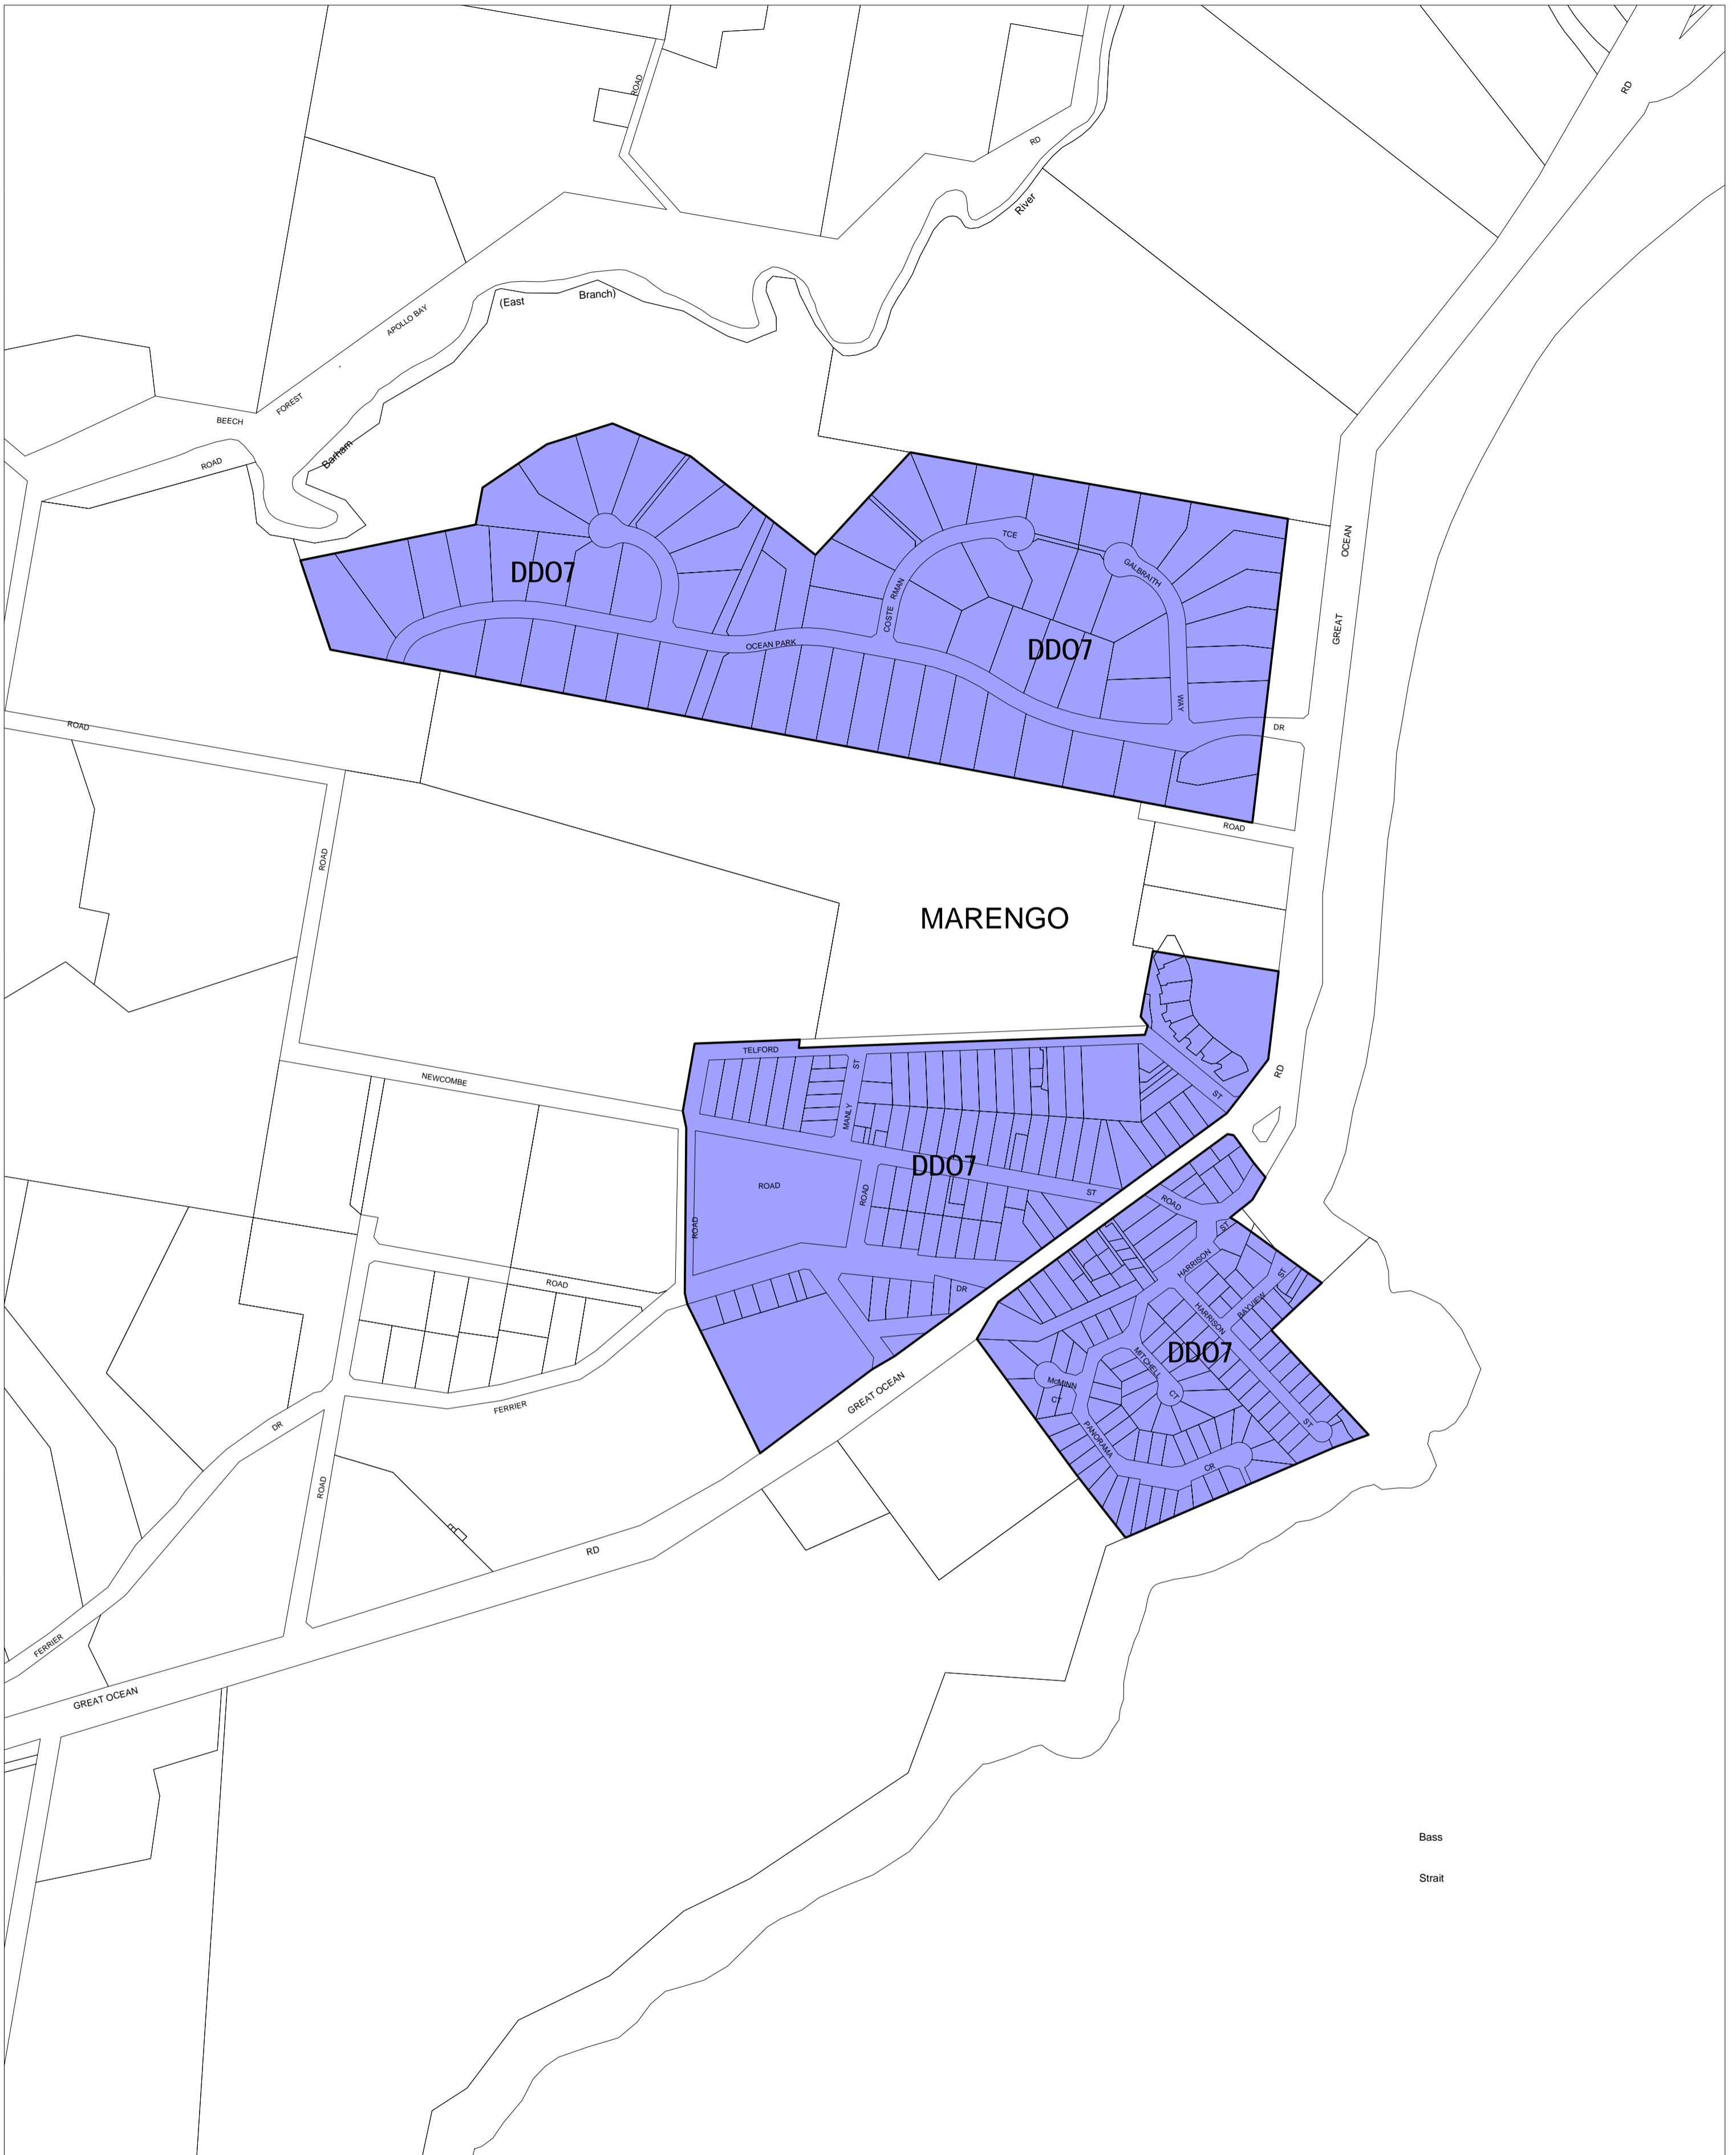 ROAD
RD
RD
River
(East
Branch)
APOLLO BAY
FOREST
BEECH
Barham
ROAD
TCE
OCEAN
GALBRAITH
DDO7
COSTE
RMAN
GREAT
OCEAN PARK
DDO7
WAY
ROAD
DR
ROAD
ROAD
MARENGO
TELFORD
ST
NEWCOMBE
RD
MANLY
ST
DDO7
ROAD
ST
ROAD
ROAD
ROAD
ST
HARRISON
ROAD
DR
ST
BAYVIEW
HARRISON
DDO7
MITCHELL
McMINN
CT
CT
GREAT OCEAN
FERRIER
DR
PANORAMA
ST
CR
ROAD
RD
FERRIER
GREAT OCEAN
Bass
Strait